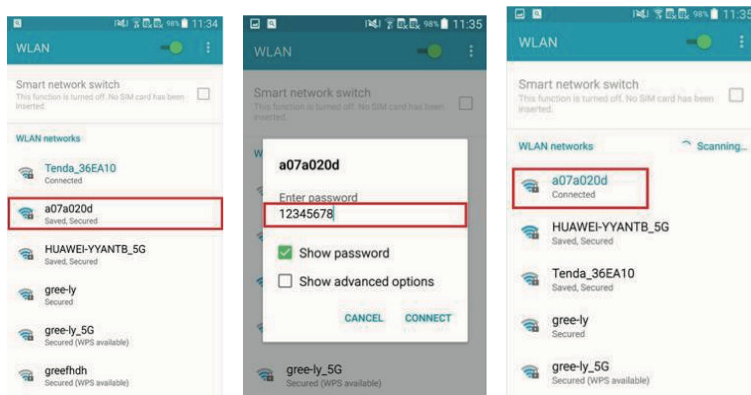 98% 11:34
WLAN
Smart network switch
This function is turned off. No SIM card has been
inserted.
WLAN networks
Tenda_36EA10
Connected
a07a020d
Saved, Secured
HUAWEI-YYANTB_5G
Saved, Secured
gree-ly
Secured
gree-ly_5G
Secured (WPS available)
greefhdh
Secured (WPS available)
98% 11:35
WLAN
Smart network switch
This function is turned off. No SIM card has been
inserted.
W
a07a020d
Enter password
12345678
Show password
Show advanced options
CANCEL CONNECT
gree-ly_5G
Secured (WPS available)
98% 11:35
WLAN
Smart network switch
This function is turned off. No SIM card has been
inserted.
WLAN networks Scanning...
a07a020d
Connected
HUAWEI-YYANTB_5G
Saved, Secured
Tenda_36EA10
Saved, Secured
gree-ly
Secured
gree-ly_5G
Secured (WPS available)